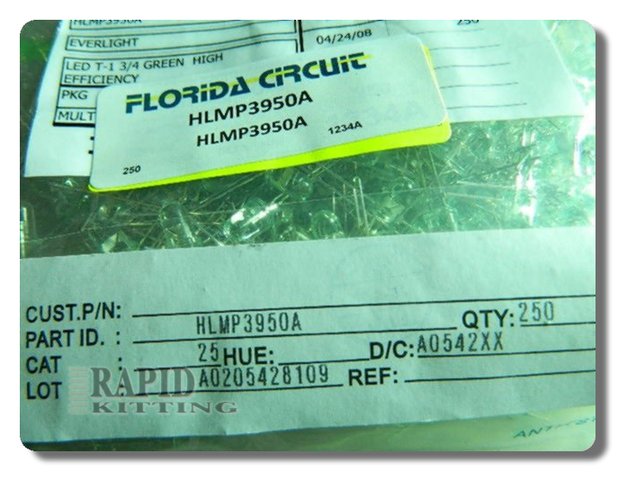 HLMP3950A
250
EVERLIGHT
04/24/08
LED T-1 3/4 GREEN HIGH
EFFICIENCY
PKG
MULT
FLORIDA CIRCUIT
HLMP3950A
HLMP3950A
1234A
250
CUST.P/N:
PART ID. : HLMP3950A QTY: 250
CAT : 25 HUE: D/C: A0542XX
LOT : A0205428109 REF:
RAPID
KITTING